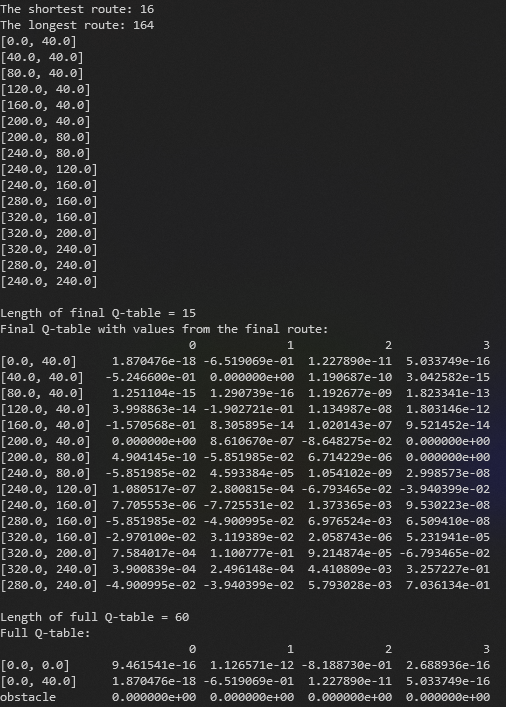 The shortest route: 16
The longest route: 164
[0.0, 40.0]
[40.0, 40.0]
[80.0, 40.0]
[120.0, 40.0]
[160.0, 40.0]
[200.0, 40.0]
[200.0, 80.0]
[240.0, 80.0]
[240.0, 120.0]
[240.0, 160.0]
[280.0, 160.0]
[320.0, 160.0]
[320.0, 200.0]
[320.0, 240.0]
[280.0, 240.0]
[240.0, 240.0]
Length of final Q-table = 15
Final Q-table with values from the final route:
0 1 2 3
[0.0, 40.0] 1.870476e-18 -6.519069e-01 1.227890e-11 5.033749e-16
[40.0, 40.0] -5.246600e-01 0.000000e+00 1.190687e-10 3.042582e-15
[80.0, 40.0] 1.251104e-15 1.290739e-16 1.192677e-09 1.823341e-13
[120.0, 40.0] 3.998863e-14 -1.902721e-01 1.134987e-08 1.803146e-12
[160.0, 40.0] -1.570568e-01 8.305895e-14 1.020143e-07 9.521452e-14
[200.0, 40.0] 0.000000e+00 8.610670e-07 -8.648275e-02 0.000000e+00
[200.0, 80.0] 4.904145e-10 -5.851985e-02 6.714229e-06 0.000000e+00
[240.0, 80.0] -5.851985e-02 4.593384e-05 1.054102e-09 2.998573e-08
[240.0, 120.0] 1.080517e-07 2.800815e-04 -6.793465e-02 -3.940399e-02
[240.0, 160.0] 7.705553e-06 -7.725531e-02 1.373365e-03 9.530223e-08
[280.0, 160.0] -5.851985e-02 -4.900995e-02 6.976523e-03 6.509410e-08
[320.0, 160.0] -2.970100e-02 3.119389e-02 2.058743e-06 5.231941e-05
[320.0, 200.0] 7.584017e-04 1.100777e-01 9.214874e-05 -6.793465e-02
[320.0, 240.0] 3.900839e-04 2.496148e-04 4.410809e-03 3.257227e-01
[280.0, 240.0] -4.900995e-02 -3.940399e-02 5.793028e-03 7.036134e-01
Length of full Q-table = 60
Full Q-table:
0 1 2 3
[0.0, 0.0] 9.461541e-16 1.126571e-12 -8.188730e-01 2.688936e-16
[0.0, 40.0] 1.870476e-18 -6.519069e-01 1.227890e-11 5.033749e-16
obstacle 0.000000e+00 0.000000e+00 0.000000e+00 0.000000e+00